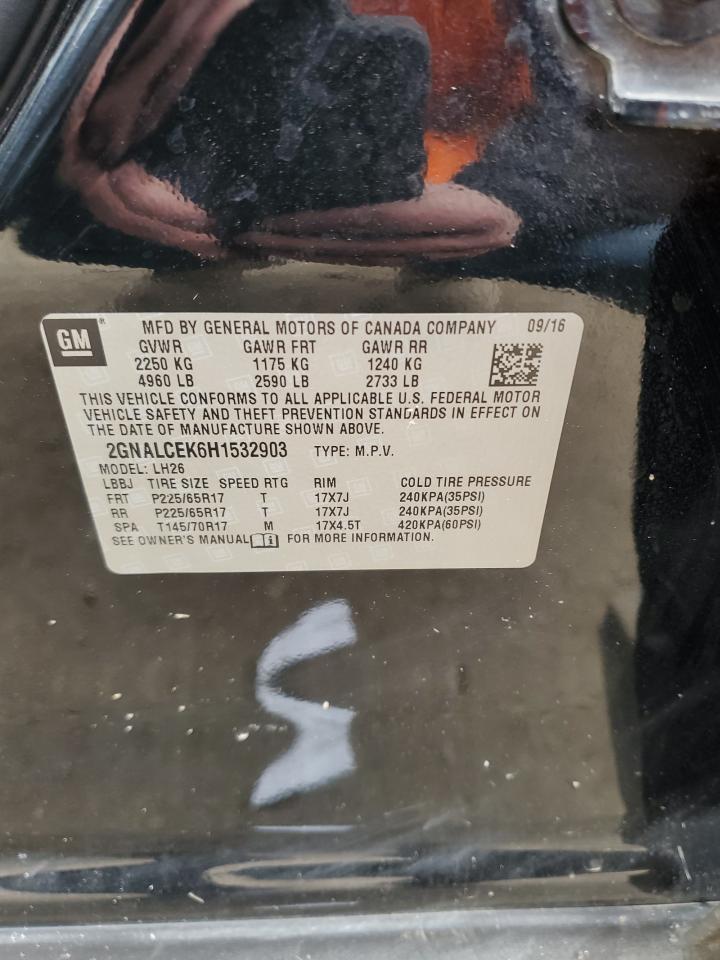 GM ® MFD BY GENERAL MOTORS OF CANADA COMPANY 09/16
GVWR GAWR FRT GAWR RR
2250 KG 1175 KG 1240 KG
4960 LB 2590 LB 2733 LB
THIS VEHICLE CONFORMS TO ALL APPLICABLE U.S. FEDERAL MOTOR
VEHICLE SAFETY AND THEFT PREVENTION STANDARDS IN EFFECT ON
THE DATE OF MANUFACTURE SHOWN ABOVE.
2GNALCEK6H1532903 TYPE: M.P.V.
MODEL: LH26
LBBJ TIRE SIZE SPEED RTG RIM COLD TIRE PRESSURE
FRT P225/65R17 T 17X7J 240KPA(35PSI)
RR P225/65R17 T 17X7J 240KPA(35PSI)
SPA T145/70R17 M 17X4.5T 420KPA(60PSI)
SEE OWNER'S MANUAL FOR MORE INFORMATION.